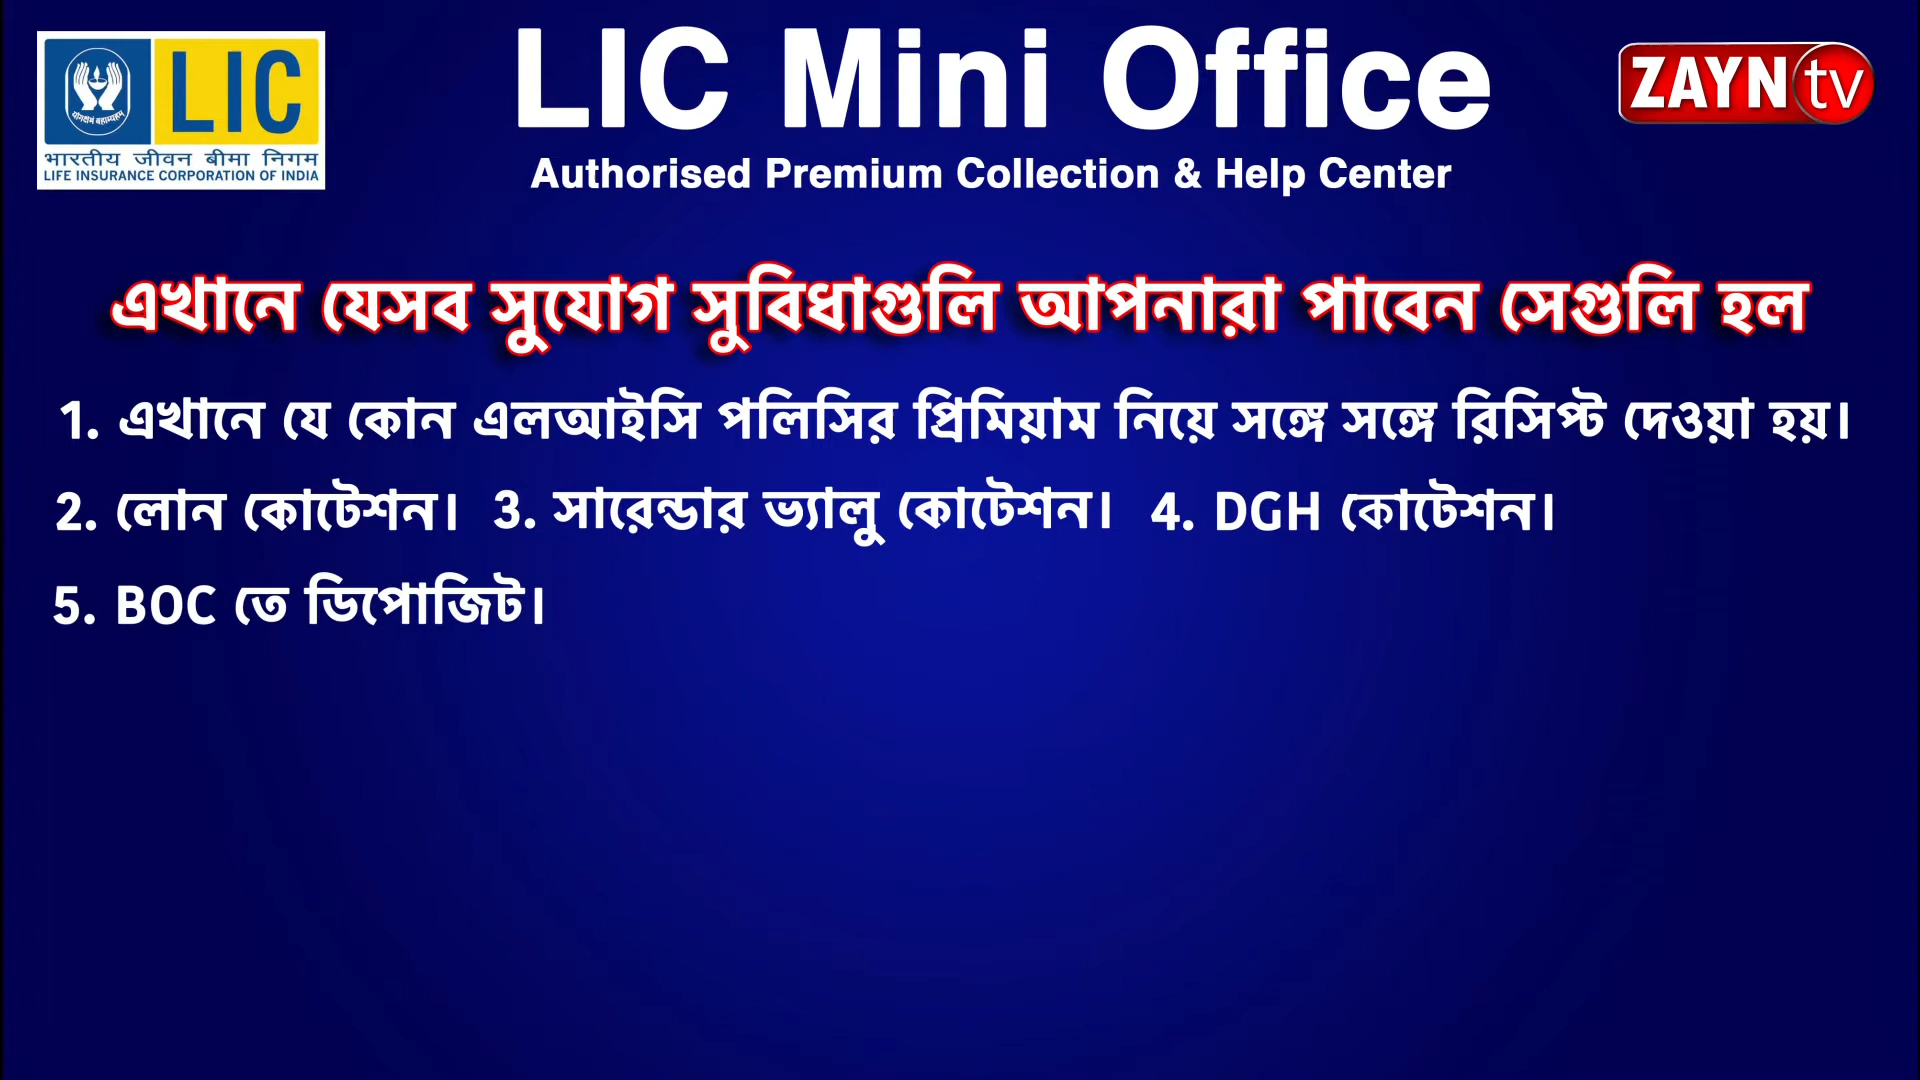 LIC Mini Office
Authorised Premium Collection & Help Center
LIC
भारतीय जीवन बीमा निगम
LIFE INSURANCE CORPORATION OF INDIA
ZAYN tv
এখানে যেসব সুযোগ সুবিধাগুলি আপনারা পাবেন সেগুলি হল
1. এখানে যে কোন এলআইসি পলিসির প্রিমিয়াম নিয়ে সঙ্গে সঙ্গে রিসিপ্ট দেওয়া হয়।
2. লোন কোটেশন। 3. সারেন্ডার ভ্যালু কোটেশন। 4. DGH কোটেশন।
5. BOC তে ডিপোজিট।